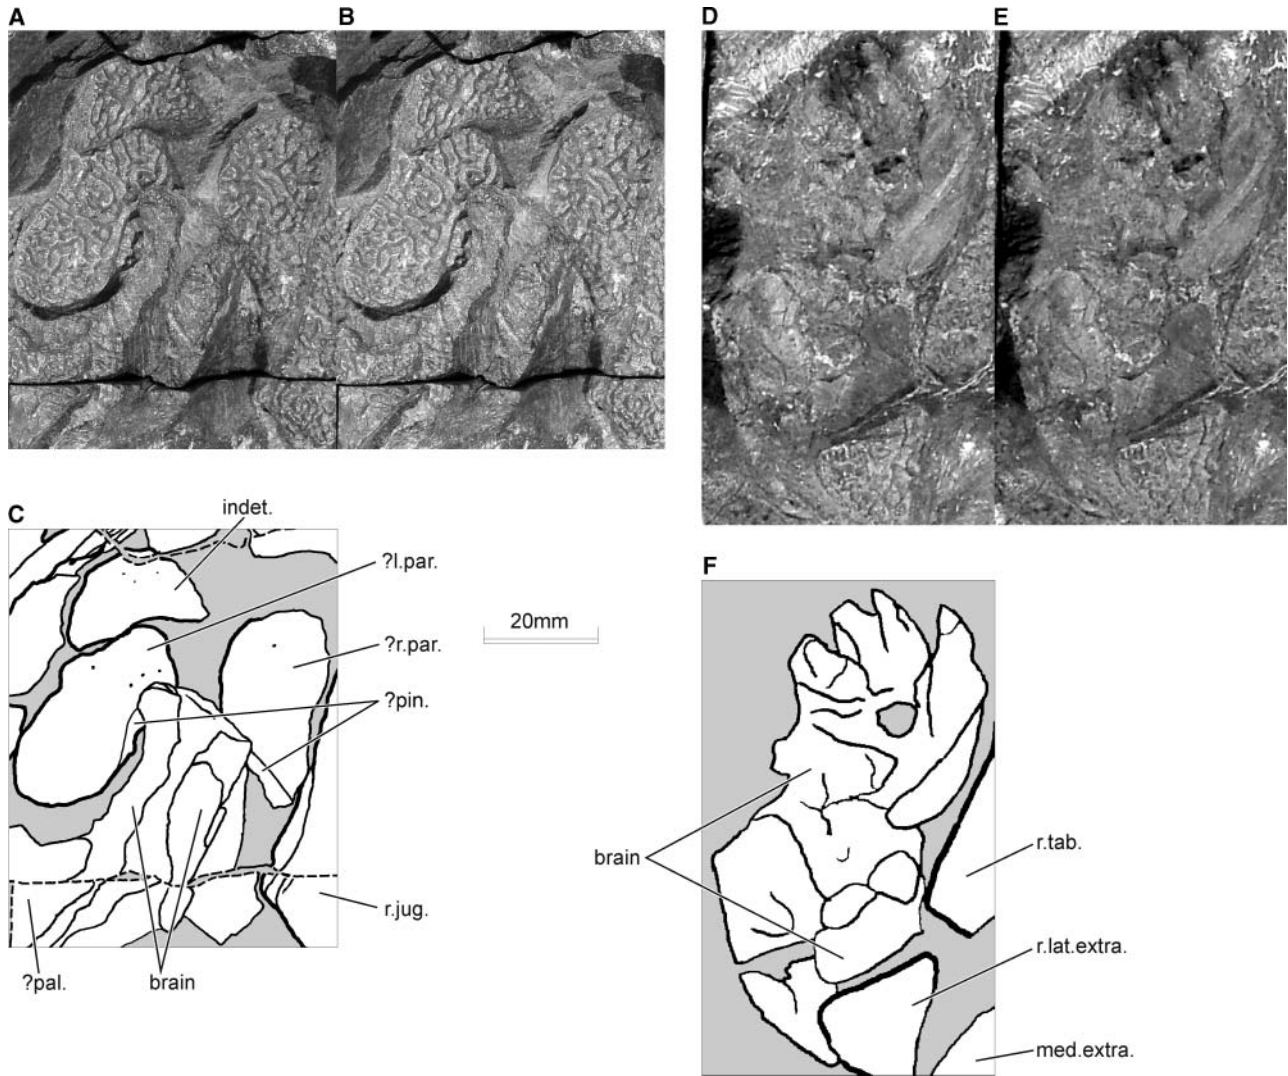 A
B
C
indet.
?l.par.
?r.par.
?pin.
r.jug.
?pal.
brain
20mm
D
E
F
brain
r.tab.
r.lat.extra.
med.extra.